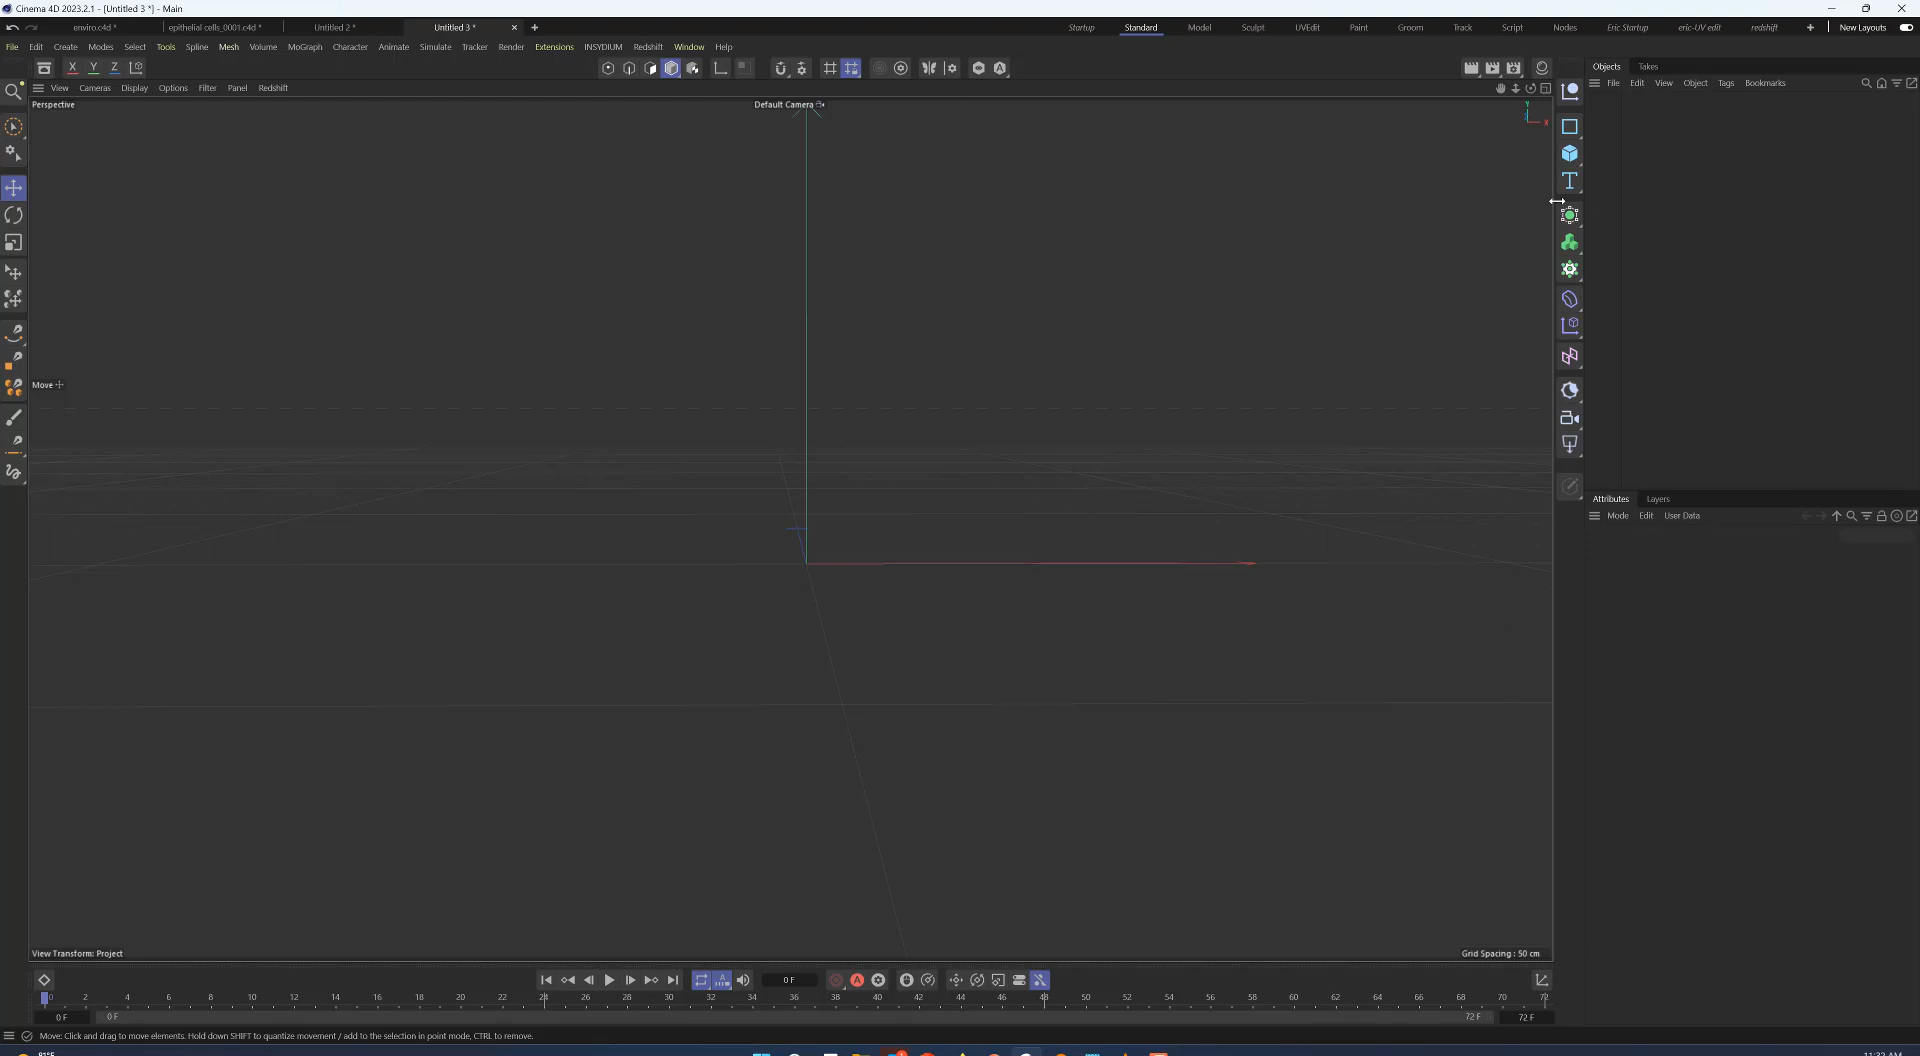 Cinema 4D 2023.2.1 - [Untitled 3 *] - Main
enviro.c4d * epithelial cells_0001.c4d * Untitled 2 * Untitled 3 * Startup Standard Model Sculpt UVEdit Paint Groom Track Script Nodes Eric Startup eric-UV edit redshift New Layouts
File Edit Create Modes Select Tools Spline Mesh Volume MoGraph Character Animate Simulate Tracker Render Extensions INSYDIUM Redshift Window Help
X Y Z
Objects Takes
View Cameras Display Options Filter Panel Redshift
File Edit View Object Tags Bookmarks
Perspective Default Camera
Y
X
Move
Attributes Layers
Mode Edit User Data
View Transform: Project Grid Spacing : 50 cm
0 F
0 2 4 6 8 10 12 14 16 18 20 22 24 26 28 30 32 34 36 38 40 42 44 46 48 50 52 54 56 58 60 62 64 66 68 70 72
0 F 0 F 72 F 72 F
Move: Click and drag to move elements. Hold down SHIFT to quantize movement / add to the selection in point mode, CTRL to remove.
81°F 11:32 AM